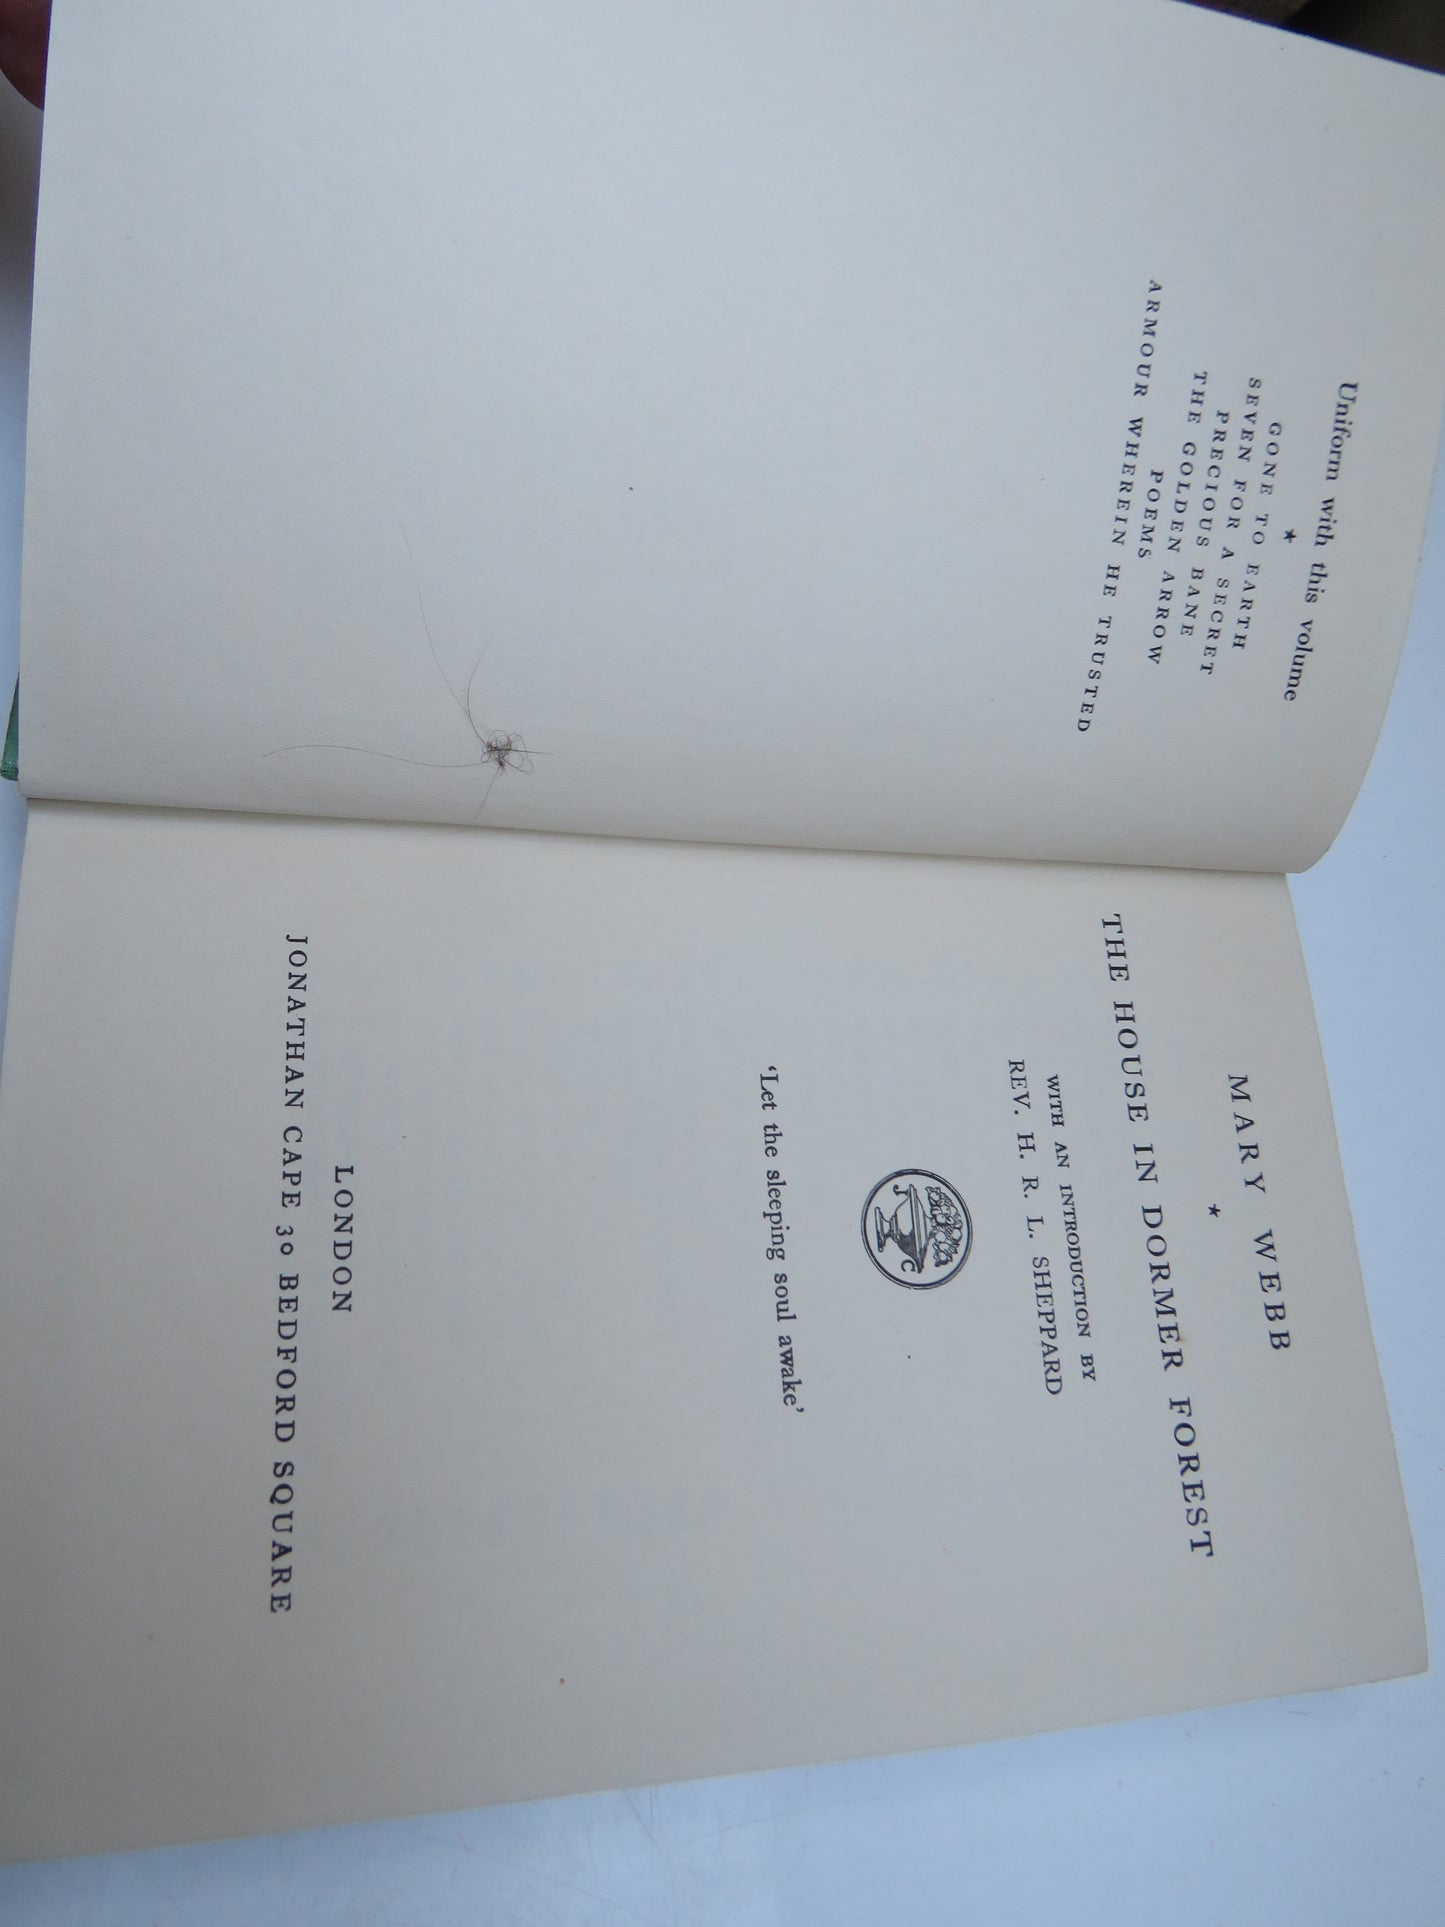 Uniform with this volume
★
GONE TO EARTH
SEVEN FOR A SECRET
PRECIOUS BANE
THE GOLDEN ARROW
POEMS
ARMOUR WHEREIN HE TRUSTED
MARY WEBB
★
THE HOUSE IN DORMER FOREST
WITH AN INTRODUCTION BY
REV. H. R. L. SHEPPARD
J C
‘Let the sleeping soul awake’
LONDON
JONATHAN CAPE 30 BEDFORD SQUARE